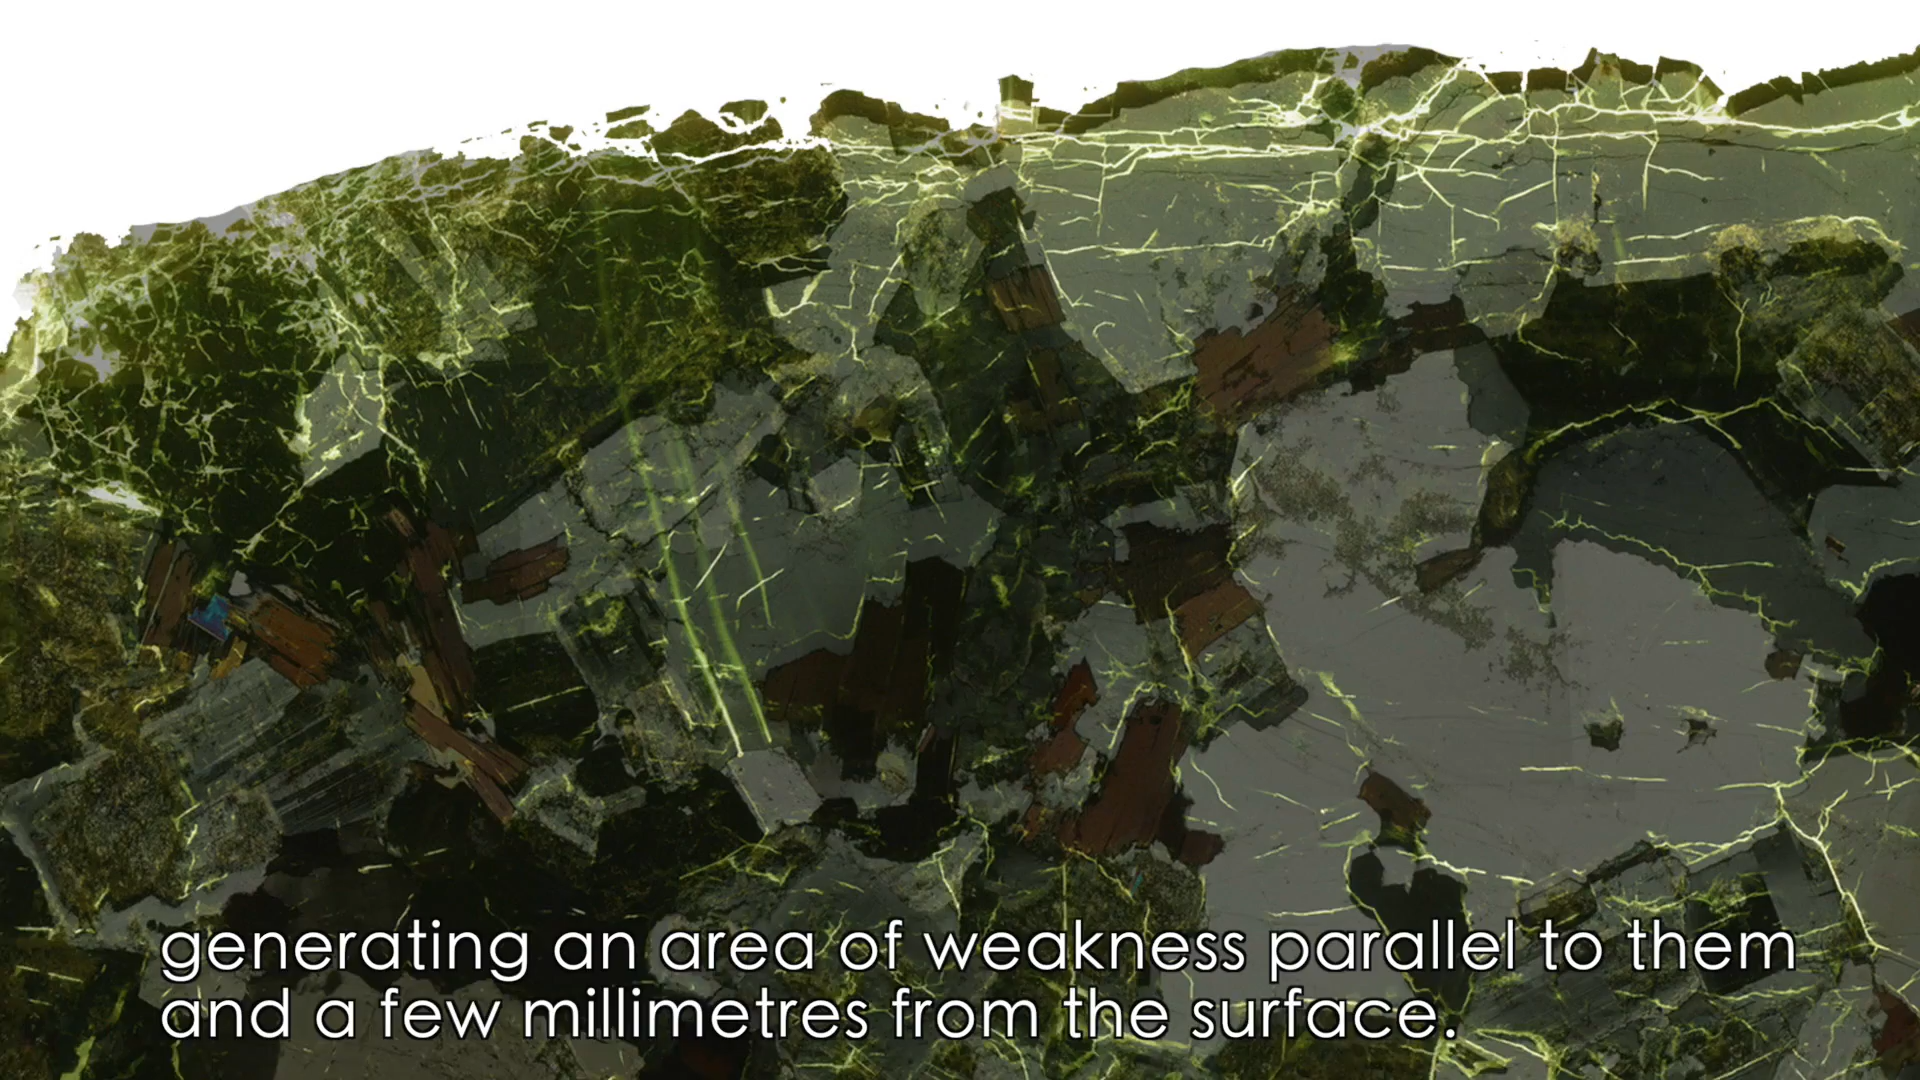 generating an area of weakness parallel to them
and a few millimetres from the surface.